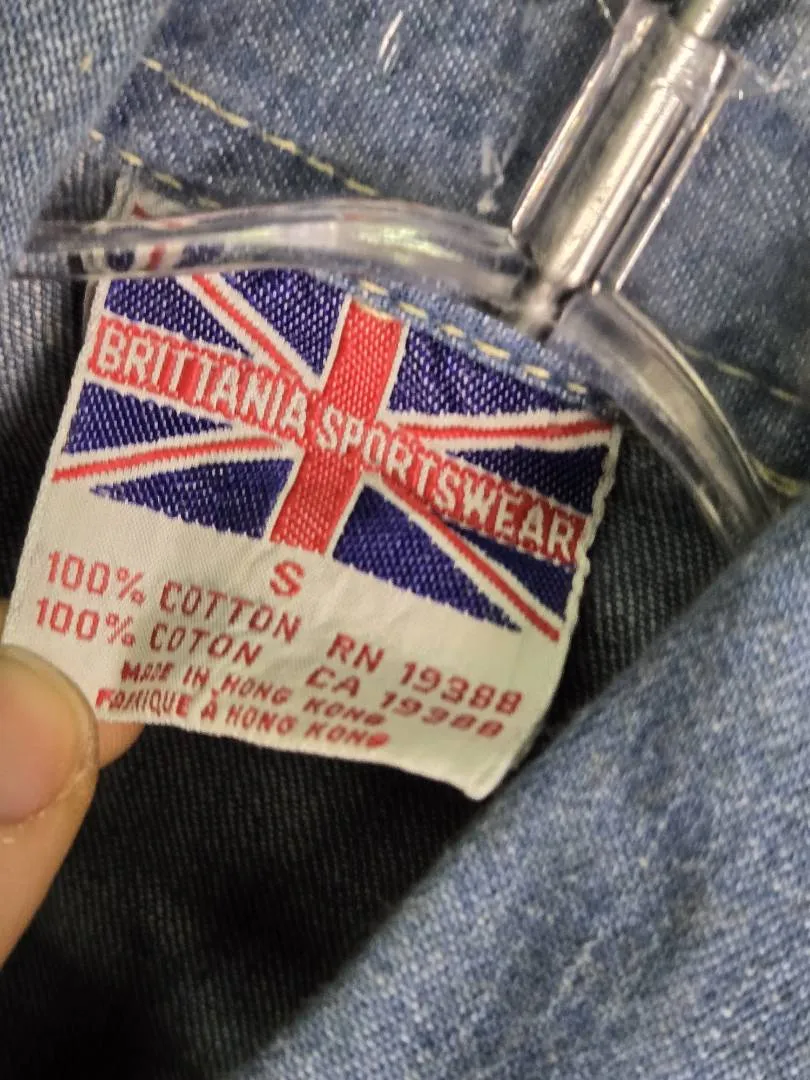 BRITTANIA SPORTSWEAR
S
100% COTTON RN 19388
100% COTON CA 19388
MADE IN HONG KONG
FABRIQUE À HONG KONG